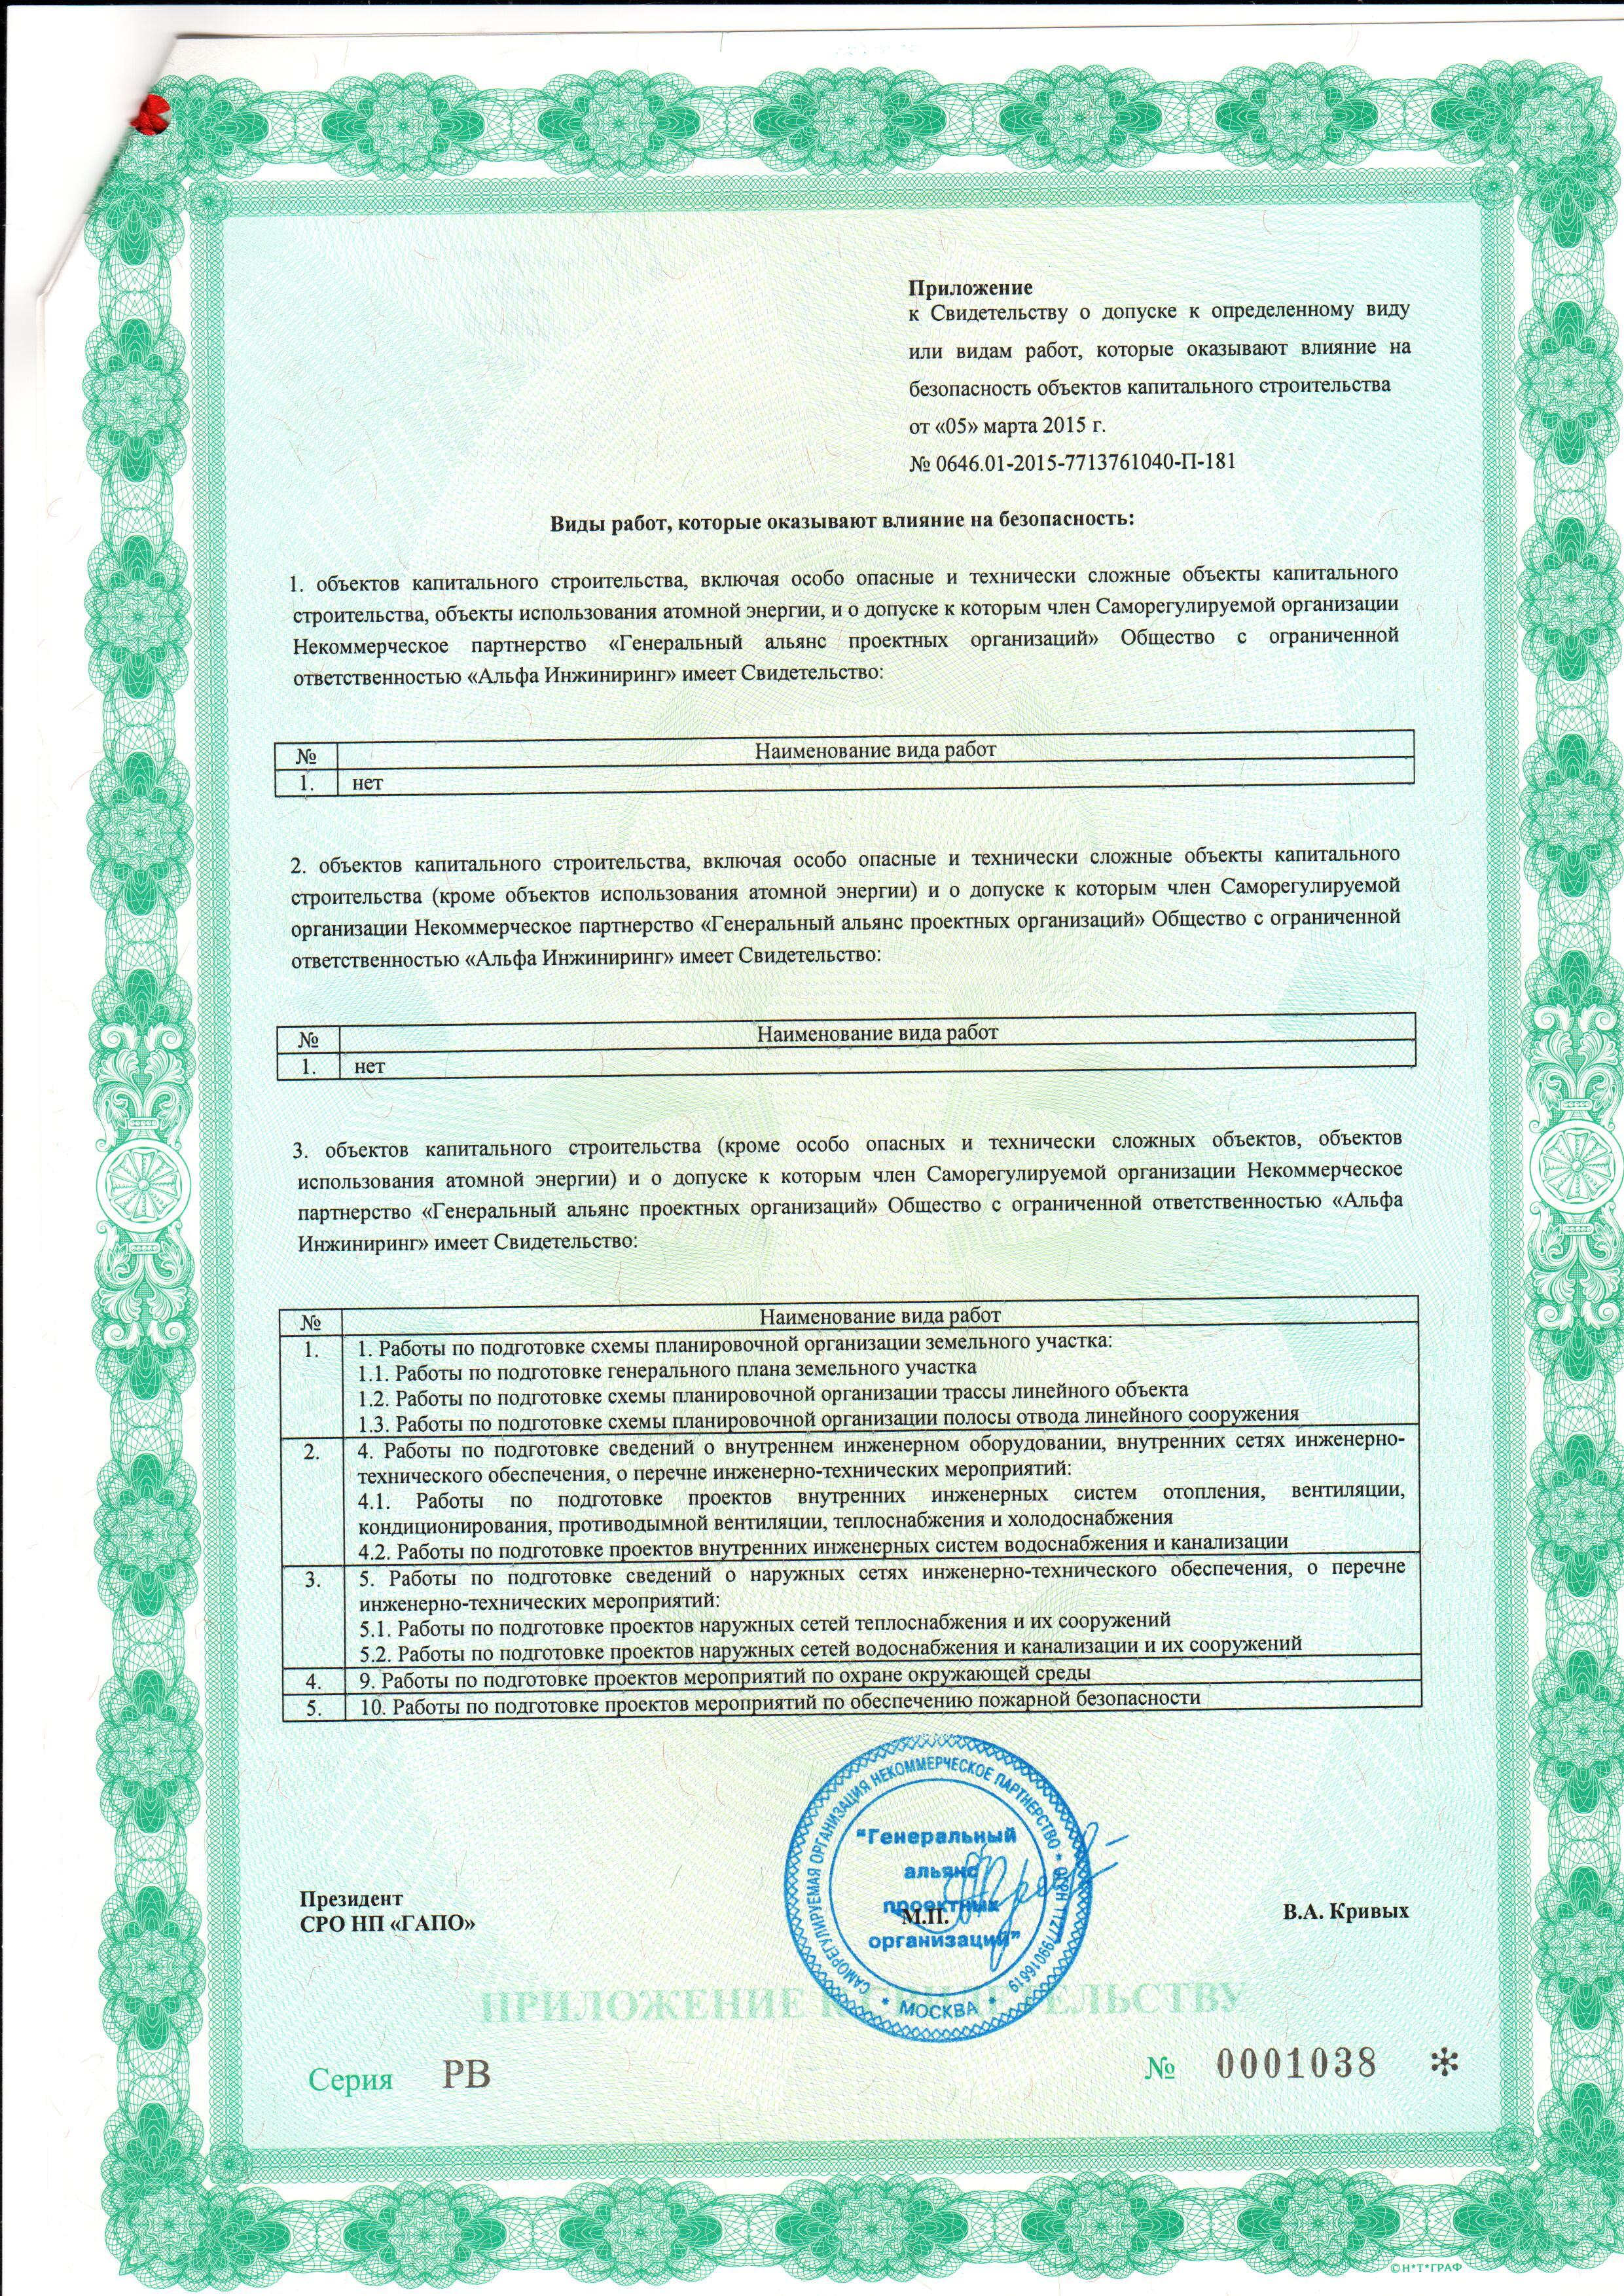 Приложение
к Свидетельству о допуске к определенному виду
или видам работ, которые оказывают влияние на
безопасность объектов капитального строительства
от «05» марта 2015 г.
№ 0646.01-2015-7713761040-П-181
Виды работ, которые оказывают влияние на безопасность:
1. объектов капитального строительства, включая особо опасные и технически сложные объекты капитального
строительства, объекты использования атомной энергии, и о допуске к которым член Саморегулируемой организации
Некоммерческое партнерство «Генеральный альянс проектных организаций» Общество с ограниченной
ответственностью «Альфа Инжиниринг» имеет Свидетельство:
№ Наименование вида работ
1. нет
2. объектов капитального строительства, включая особо опасные и технически сложные объекты капитального
строительства (кроме объектов использования атомной энергии) и о допуске к которым член Саморегулируемой
организации Некоммерческое партнерство «Генеральный альянс проектных организаций» Общество с ограниченной
ответственностью «Альфа Инжиниринг» имеет Свидетельство:
№ Наименование вида работ
1. нет
3. объектов капитального строительства (кроме особо опасных и технически сложных объектов, объектов
использования атомной энергии) и о допуске к которым член Саморегулируемой организации Некоммерческое
партнерство «Генеральный альянс проектных организаций» Общество с ограниченной ответственностью «Альфа
Инжиниринг» имеет Свидетельство:
№ Наименование вида работ
1. 1. Работы по подготовке схемы планировочной организации земельного участка:
1.1. Работы по подготовке генерального плана земельного участка
1.2. Работы по подготовке схемы планировочной организации трассы линейного объекта
1.3. Работы по подготовке схемы планировочной организации полосы отвода линейного сооружения
2. 4. Работы по подготовке сведений о внутреннем инженерном оборудовании, внутренних сетях инженерно-
технического обеспечения, о перечне инженерно-технических мероприятий:
4.1. Работы по подготовке проектов внутренних инженерных систем отопления, вентиляции,
кондиционирования, противодымной вентиляции, теплоснабжения и холодоснабжения
4.2. Работы по подготовке проектов внутренних инженерных систем водоснабжения и канализации
3. 5. Работы по подготовке сведений о наружных сетях инженерно-технического обеспечения, о перечне
инженерно-технических мероприятий:
5.1. Работы по подготовке проектов наружных сетей теплоснабжения и их сооружений
5.2. Работы по подготовке проектов наружных сетей водоснабжения и канализации и их сооружений
4. 9. Работы по подготовке проектов мероприятий по охране окружающей среды
5. 10. Работы по подготовке проектов мероприятий по обеспечению пожарной безопасности
САМОРЕГУЛИРУЕМАЯ ОРГАНИЗАЦИЯ НЕКОММЕРЧЕСКОЕ ПАРТНЕРСТВО * ОГРН 1127799016619
* МОСКВА *
"Генеральный
альянс
проектных
организаций"
М.П.
Президент
СРО НП «ГАПО»
В.А. Кривых
ПРИЛОЖЕНИЕ К СВИДЕТЕЛЬСТВУ
Серия РВ № 0001038 *
© Н*Т*ГРАФ